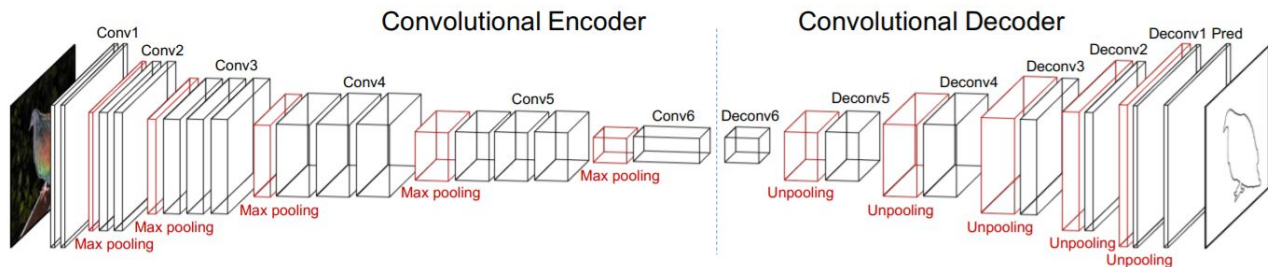 Convolutional Encoder
Convolutional Decoder
Conv1
Conv2
Conv3
Conv4
Conv5
Conv6
Deconv6
Deconv5
Deconv4
Deconv3
Deconv2
Deconv1 Pred
Max pooling
Max pooling
Max pooling
Max pooling
Max pooling
Unpooling
Unpooling
Unpooling
Unpooling
Unpooling